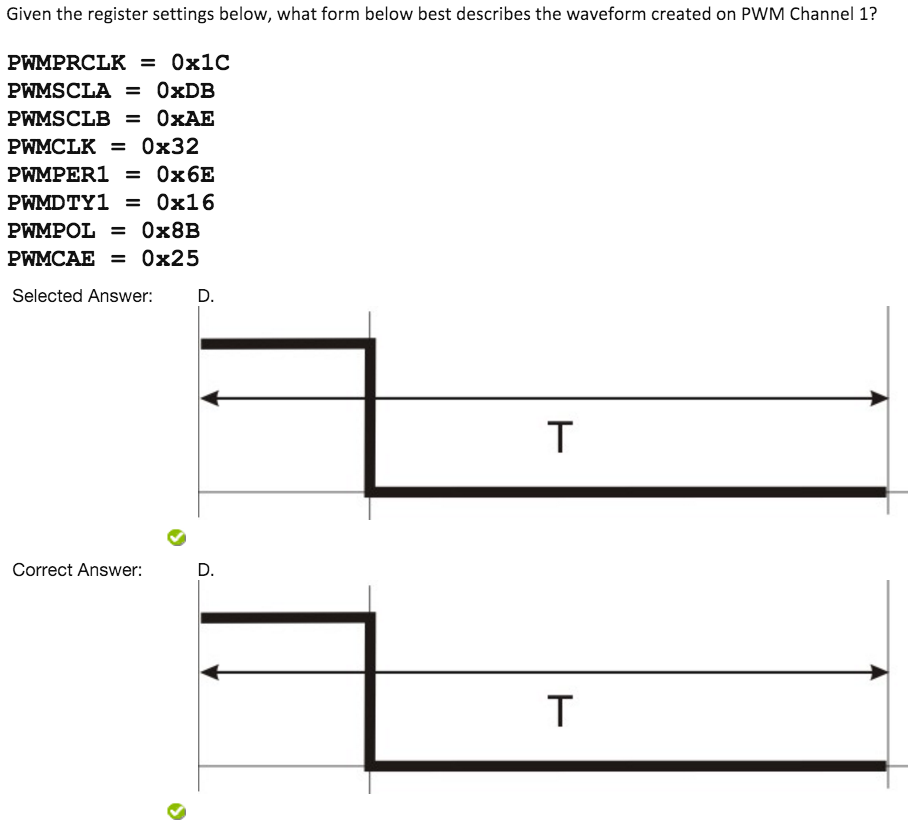 Given the register settings below, what form below best describes the waveform created on PWM Channel 1?
PWMPRCLK = 0x1C
PWMSCLA = 0xDB
PWMSCLB = 0xAE
PWMCLK = 0x32
PWMPER1 = 0x6E
PWMDTY1 = 0x16
PWMPOL = 0x8B
PWMCAE = 0x25
Selected Answer: D.
T
Correct Answer: D.
T